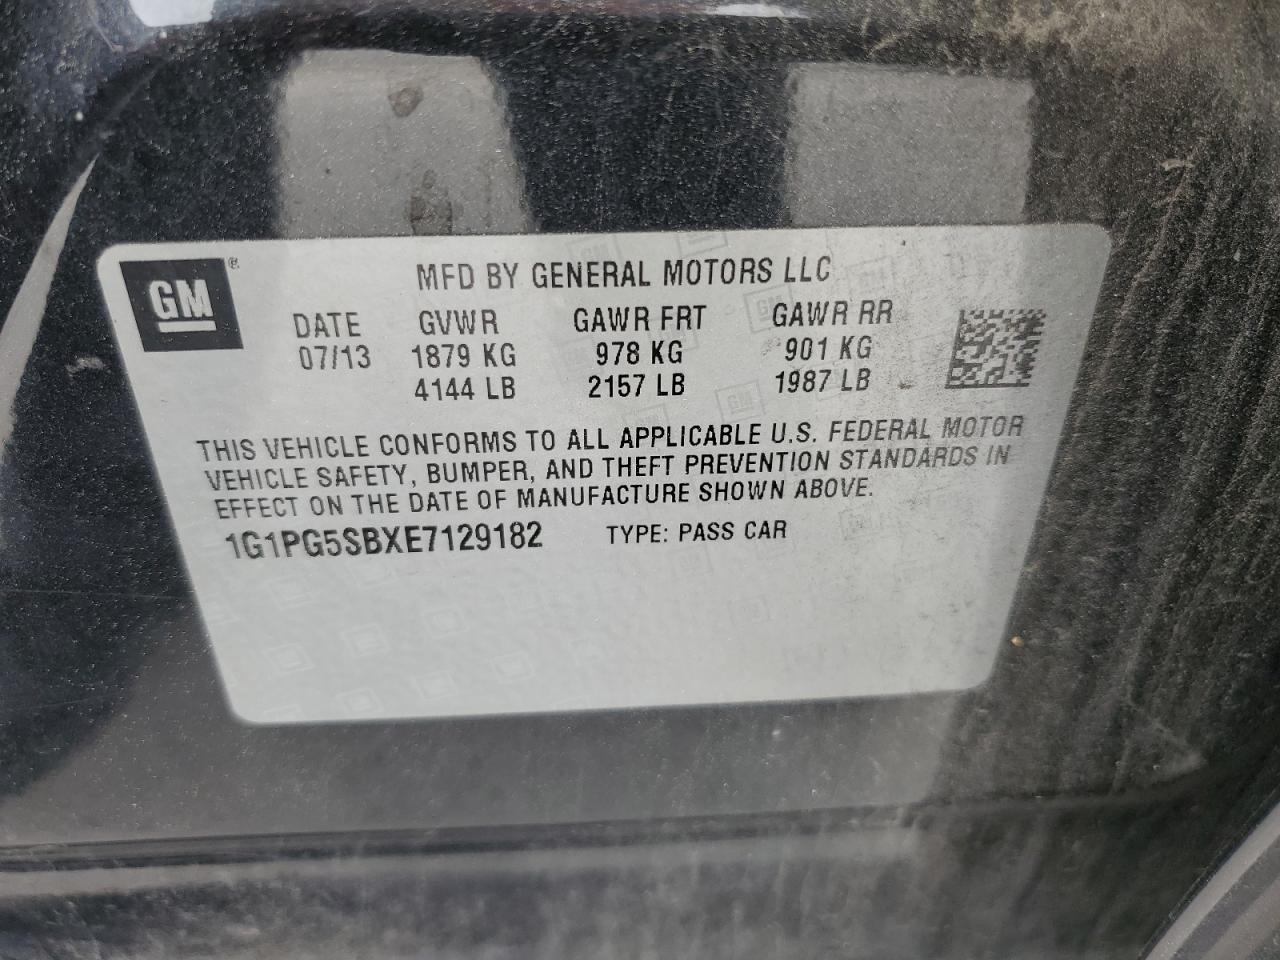 GM ®
MFD BY GENERAL MOTORS LLC
DATE GVWR GAWR FRT GAWR RR
07/13 1879 KG 978 KG 901 KG
4144 LB 2157 LB 1987 LB
THIS VEHICLE CONFORMS TO ALL APPLICABLE U.S. FEDERAL MOTOR
VEHICLE SAFETY, BUMPER, AND THEFT PREVENTION STANDARDS IN
EFFECT ON THE DATE OF MANUFACTURE SHOWN ABOVE.
1G1PG5SBXE7129182 TYPE: PASS CAR